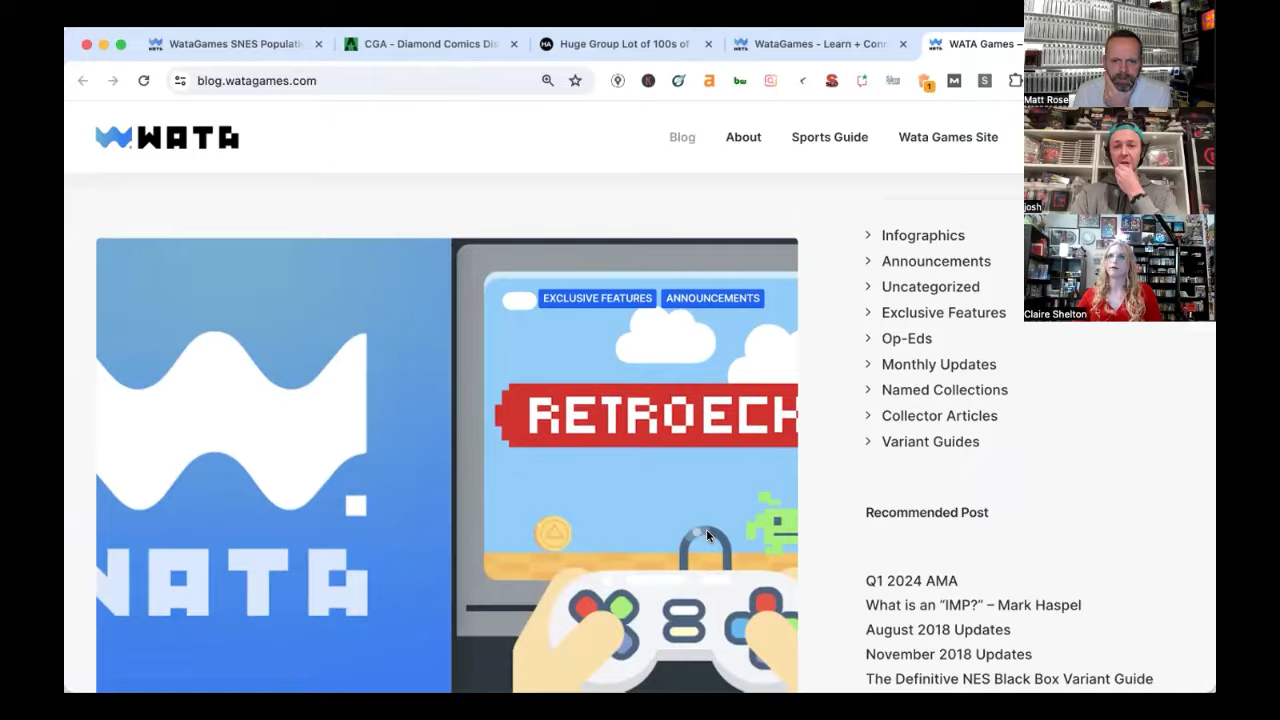 WataGames SNES Populati
CGA - Diamond Comics Dis
Huge Group Lot of 100s of
WataGames - Learn + Conn
WATA Games –
blog.watagames.com
WATA
Blog
About
Sports Guide
Wata Games Site
Matt Rose
josh
Claire Shelton
EXCLUSIVE FEATURES
ANNOUNCEMENTS
RETROECH
WATA
Infographics
Announcements
Uncategorized
Exclusive Features
Op-Eds
Monthly Updates
Named Collections
Collector Articles
Variant Guides
Recommended Post
Q1 2024 AMA
What is an “IMP?” – Mark Haspel
August 2018 Updates
November 2018 Updates
The Definitive NES Black Box Variant Guide